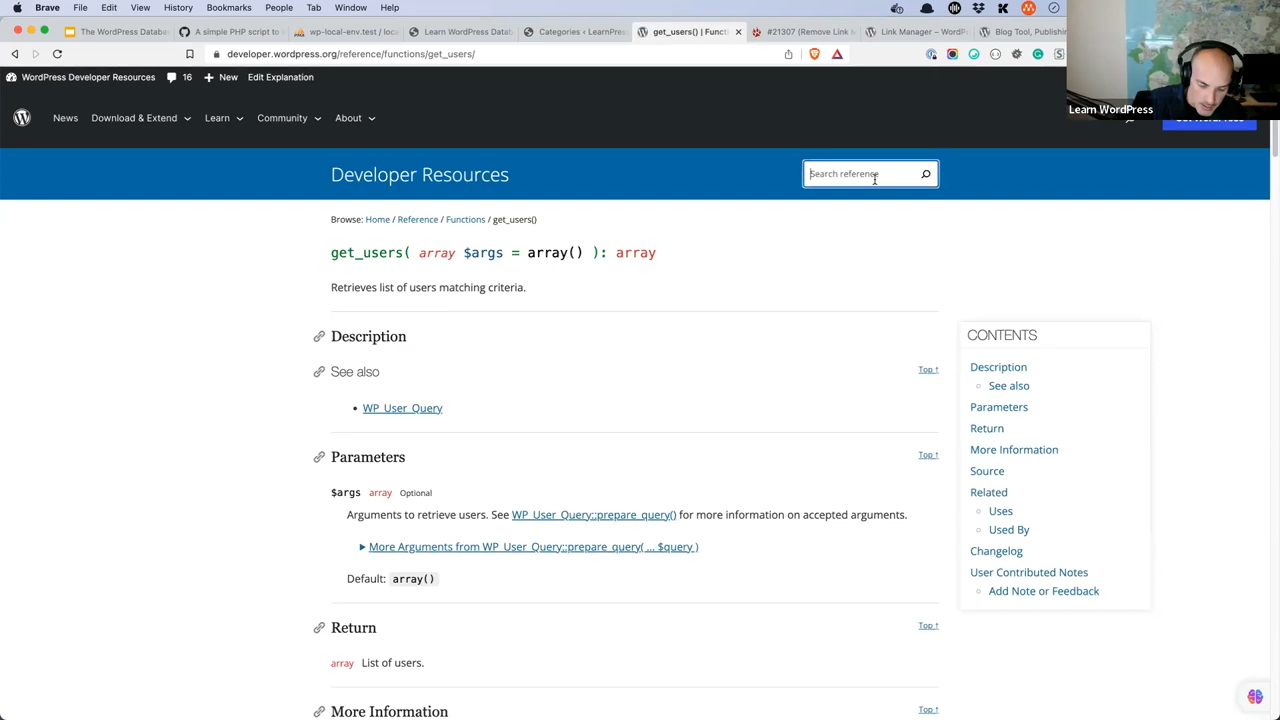 Brave File Edit View History Bookmarks People Tab Window Help
The WordPress Datab
A simple PHP script to
wp-local-env.test / loca
Learn WordPress Datab
Categories ‹ LearnPres
get_users() | Funct
#21307 (Remove Link M
Link Manager – WordP
Blog Tool, Publishin
developer.wordpress.org/reference/functions/get_users/
WordPress Developer Resources 16 New Edit Explanation
Learn WordPress
News Download & Extend Learn Community About
Developer Resources
Search reference
Browse: Home / Reference / Functions / get_users()
get_users( array $args = array() ): array
Retrieves list of users matching criteria.
Description
See also
Top ↑
• WP_User_Query
Parameters
Top ↑
$args array Optional
Arguments to retrieve users. See WP_User_Query::prepare_query() for more information on accepted arguments.
More Arguments from WP_User_Query::prepare_query( ... $query )
Default: array()
Return
Top ↑
array List of users.
More Information
Top ↑
CONTENTS
Description
See also
Parameters
Return
More Information
Source
Related
Uses
Used By
Changelog
User Contributed Notes
Add Note or Feedback